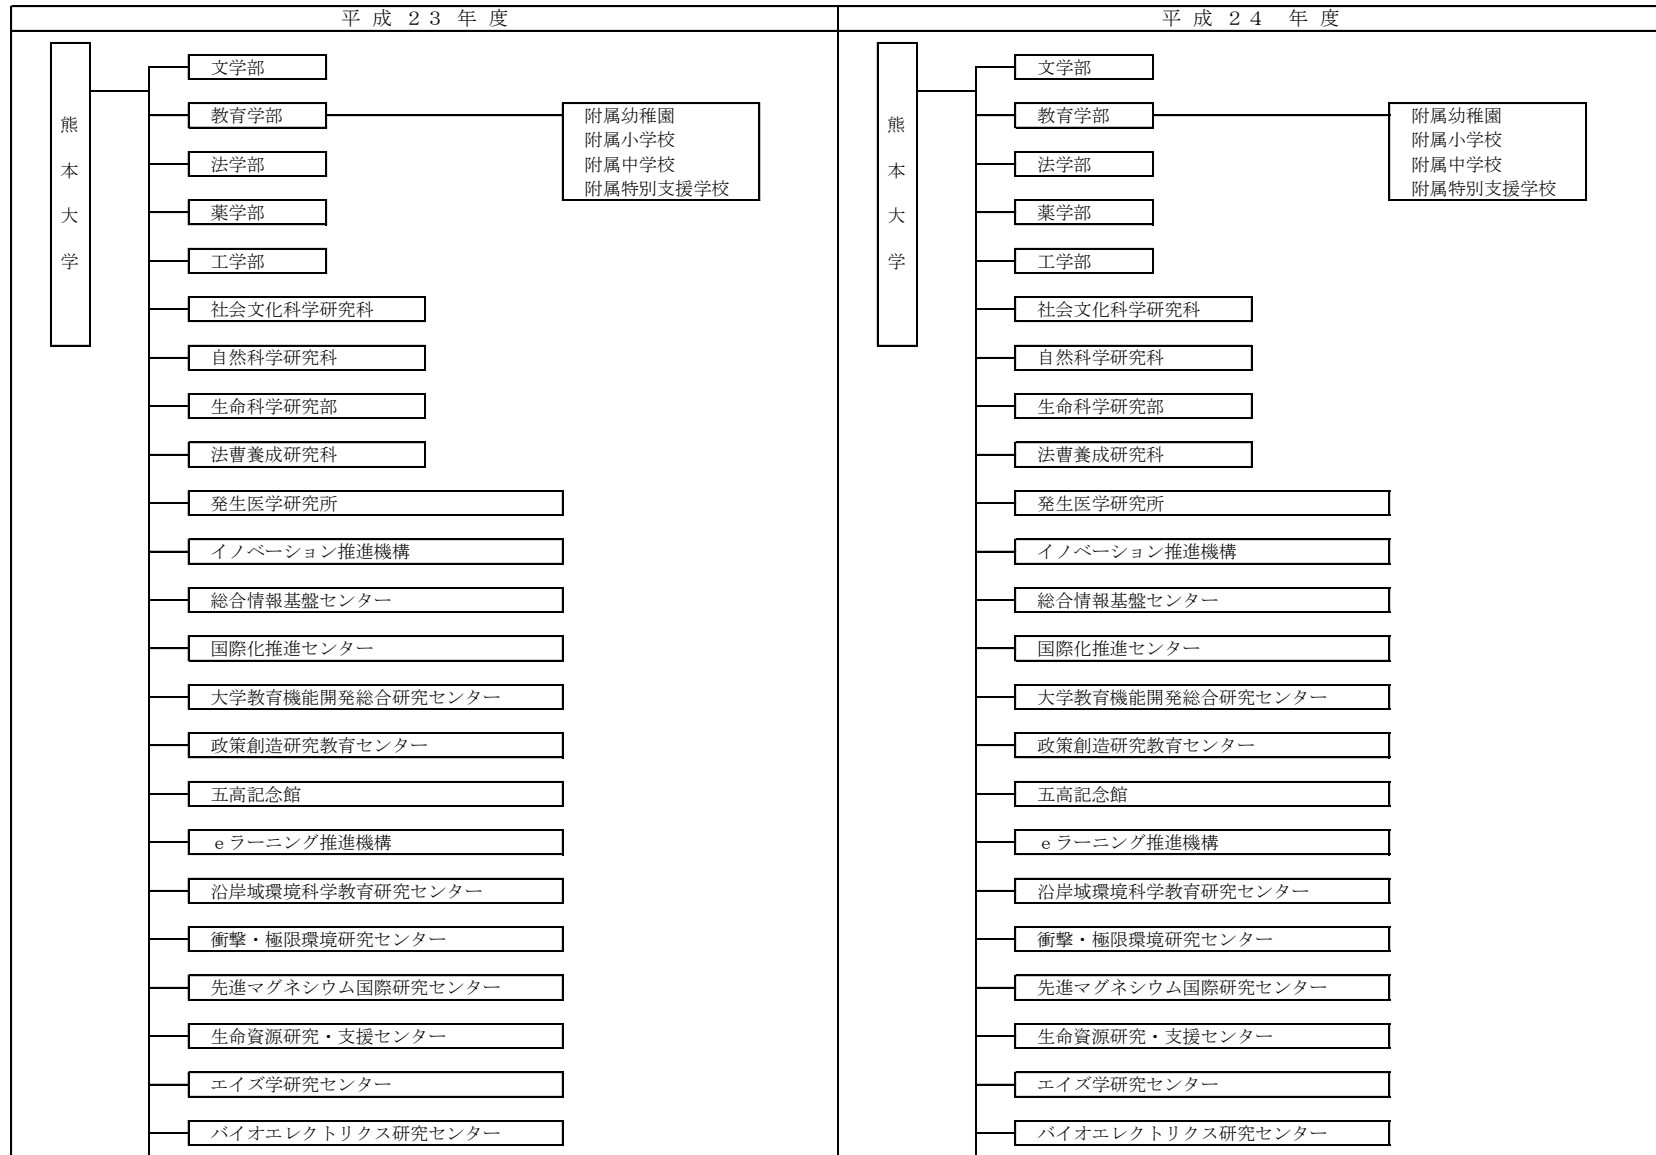 平成23年度
熊本大学
文学部
教育学部
附属幼稚園
附属小学校
附属中学校
附属特別支援学校
法学部
薬学部
工学部
社会文化科学研究科
自然科学研究科
生命科学研究部
法曹養成研究科
発生医学研究所
イノベーション推進機構
総合情報基盤センター
国際化推進センター
大学教育機能開発総合研究センター
政策創造研究教育センター
五高記念館
eラーニング推進機構
沿岸域環境科学教育研究センター
衝撃・極限環境研究センター
先進マグネシウム国際研究センター
生命資源研究・支援センター
エイズ学研究センター
バイオエレクトリクス研究センター
平成24年度
熊本大学
文学部
教育学部
附属幼稚園
附属小学校
附属中学校
附属特別支援学校
法学部
薬学部
工学部
社会文化科学研究科
自然科学研究科
生命科学研究部
法曹養成研究科
発生医学研究所
イノベーション推進機構
総合情報基盤センター
国際化推進センター
大学教育機能開発総合研究センター
政策創造研究教育センター
五高記念館
eラーニング推進機構
沿岸域環境科学教育研究センター
衝撃・極限環境研究センター
先進マグネシウム国際研究センター
生命資源研究・支援センター
エイズ学研究センター
バイオエレクトリクス研究センター